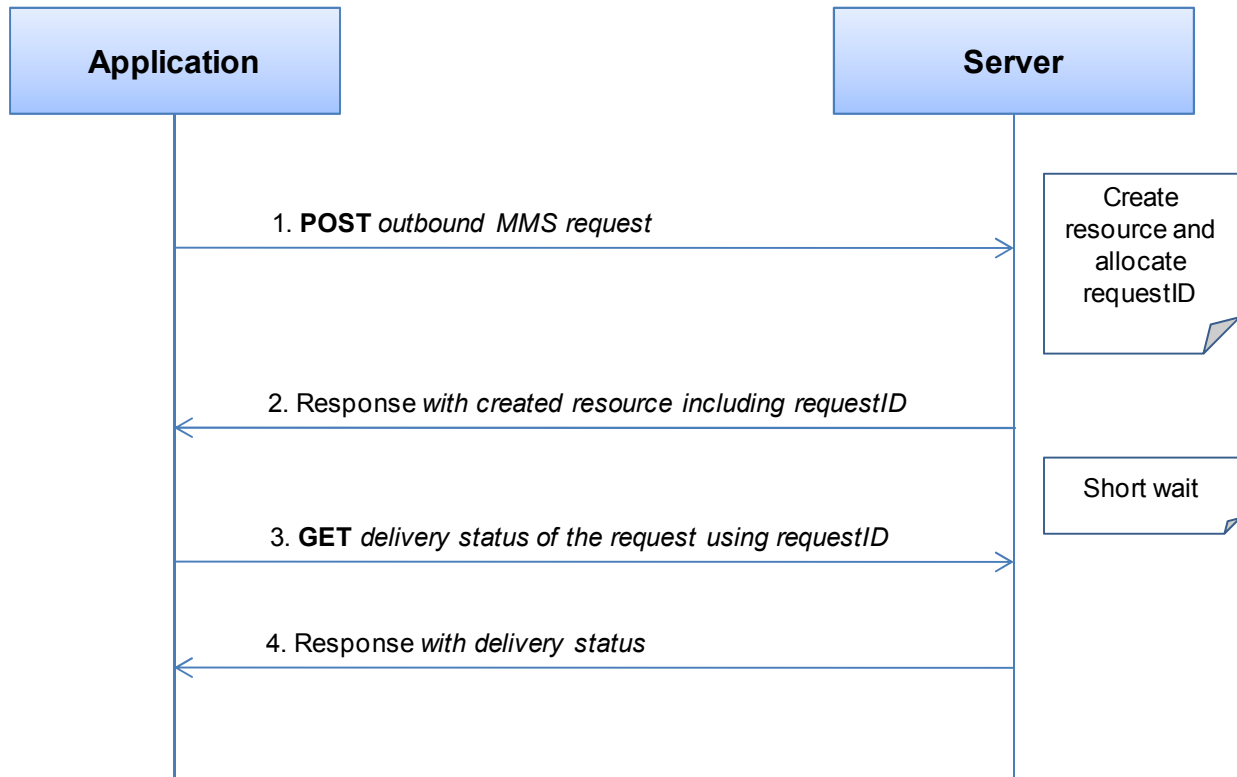 Application
Server
1. POST outbound MMS request
Create
resource and
allocate
requestID
2. Response with created resource including requestID
Short wait
3. GET delivery status of the request using requestID
4. Response with delivery status